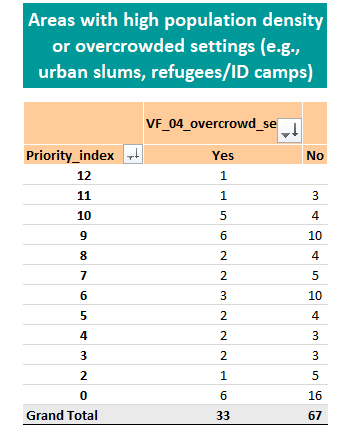 Areas with high population density
or overcrowded settings (e.g.,
urban slums, refugees/ID camps)
VF_04_overcrowd_se
Priority_index Yes No
12 1
11 1 3
10 5 4
9 6 10
8 2 4
7 2 5
6 3 10
5 2 4
4 2 3
3 2 3
2 1 5
0 6 16
Grand Total 33 67